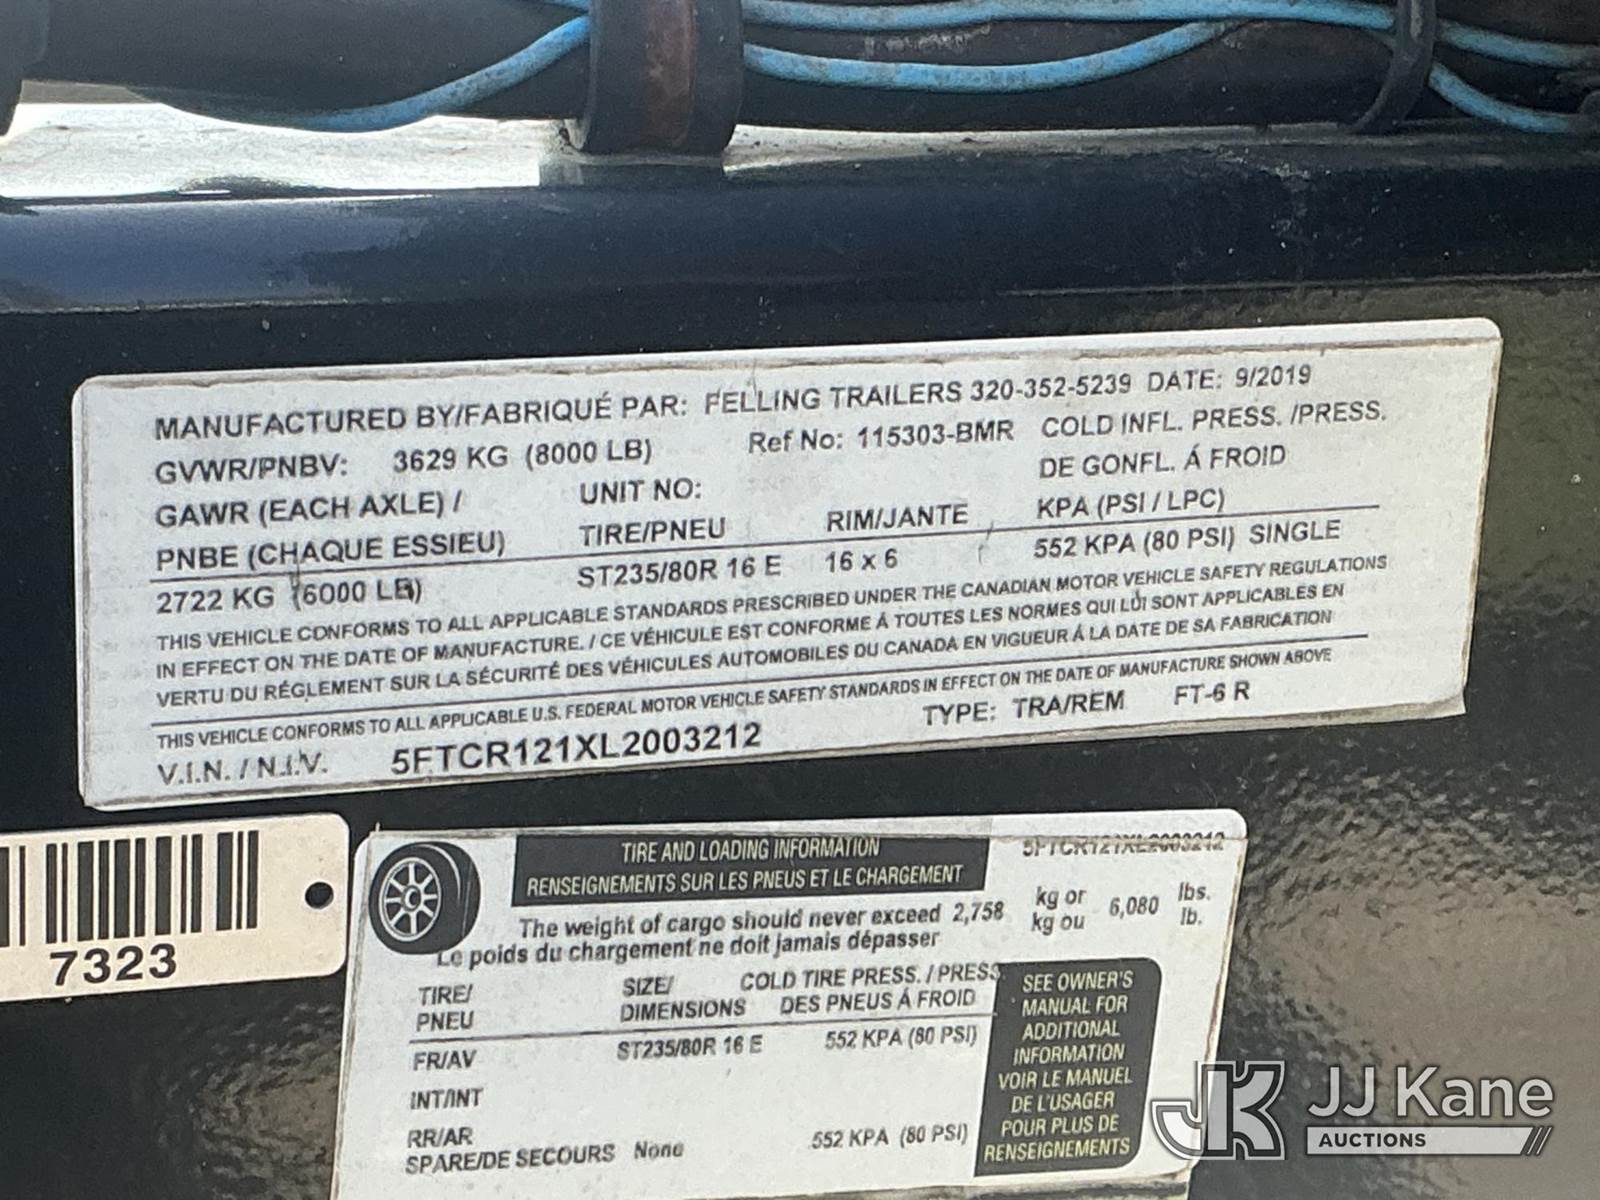 MANUFACTURED BY/FABRIQUÉ PAR: FELLING TRAILERS 320-352-5239 DATE: 9/2019
GVWR/PNBV: 3629 KG (8000 LB) Ref No: 115303-BMR COLD INFL. PRESS. /PRESS.
GAWR (EACH AXLE) / UNIT NO: DE GONFL. Á FROID
PNBE (CHAQUE ESSIEU) TIRE/PNEU RIM/JANTE KPA (PSI / LPC)
2722 KG (6000 LB) ST235/80R 16 E 16 x 6 552 KPA (80 PSI) SINGLE
THIS VEHICLE CONFORMS TO ALL APPLICABLE STANDARDS PRESCRIBED UNDER THE CANADIAN MOTOR VEHICLE SAFETY REGULATIONS
IN EFFECT ON THE DATE OF MANUFACTURE. / CE VÉHICULE EST CONFORME Á TOUTES LES NORMES QUI LUI SONT APPLICABLES EN
VERTU DU RÉGLEMENT SUR LA SÉCURITÉ DES VÉHICULES AUTOMOBILES DU CANADA EN VIGUEUR Á LA DATE DE SA FABRICATION
THIS VEHICLE CONFORMS TO ALL APPLICABLE U.S. FEDERAL MOTOR VEHICLE SAFETY STANDARDS IN EFFECT ON THE DATE OF MANUFACTURE SHOWN ABOVE
V.I.N. / N.I.V. 5FTCR121XL2003212 TYPE: TRA/REM FT-6 R
7323
TIRE AND LOADING INFORMATION 5FTCR121XL2003212
RENSEIGNEMENTS SUR LES PNEUS ET LE CHARGEMENT
The weight of cargo should never exceed 2,758 kg or 6,080 lbs.
Le poids du chargement ne doit jamais dépasser kg ou lb.
TIRE/ SIZE/ COLD TIRE PRESS. / PRESS.
PNEU DIMENSIONS DES PNEUS Á FROID
FR/AV ST235/80R 16 E 552 KPA (80 PSI)
INT/INT
RR/AR 552 KPA (80 PSI)
SPARE/DE SECOURS None
SEE OWNER'S
MANUAL FOR
ADDITIONAL
INFORMATION
VOIR LE MANUEL
DE L'USAGER
POUR PLUS DE
RENSEIGNEMENTS
JK JJ Kane
AUCTIONS